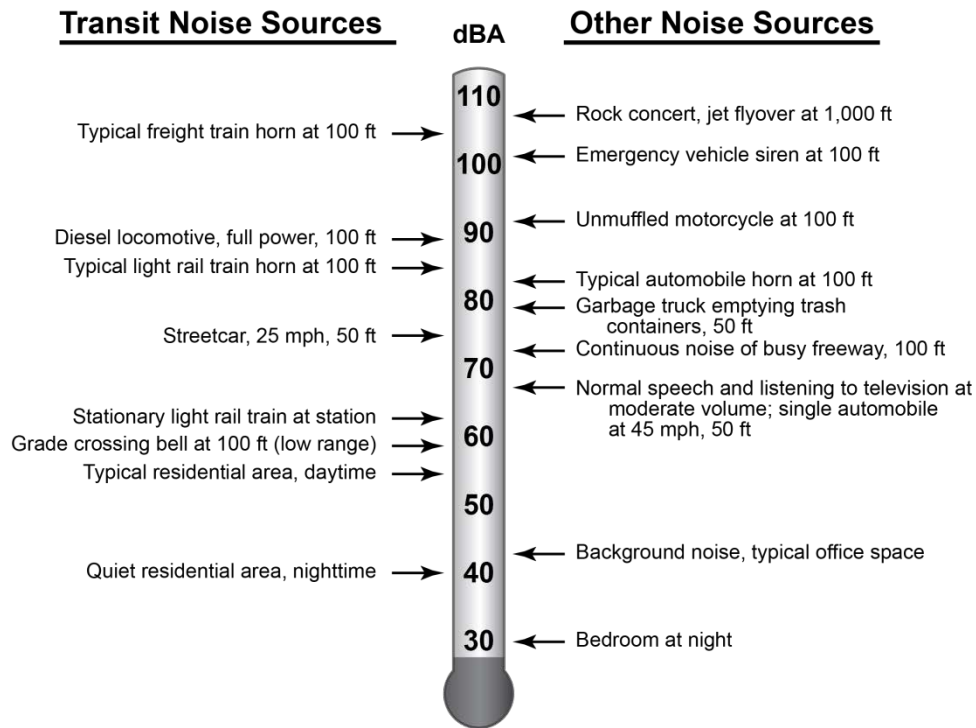 Transit Noise Sources
dBA
Other Noise Sources
110
Rock concert, jet flyover at 1,000 ft
Typical freight train horn at 100 ft
100
Emergency vehicle siren at 100 ft
Unmuffled motorcycle at 100 ft
90
Diesel locomotive, full power, 100 ft
Typical light rail train horn at 100 ft
Typical automobile horn at 100 ft
80
Garbage truck emptying trash
containers, 50 ft
Streetcar, 25 mph, 50 ft
Continuous noise of busy freeway, 100 ft
70
Normal speech and listening to television at
moderate volume; single automobile
at 45 mph, 50 ft
Stationary light rail train at station
60
Grade crossing bell at 100 ft (low range)
Typical residential area, daytime
50
Background noise, typical office space
Quiet residential area, nighttime
40
30
Bedroom at night